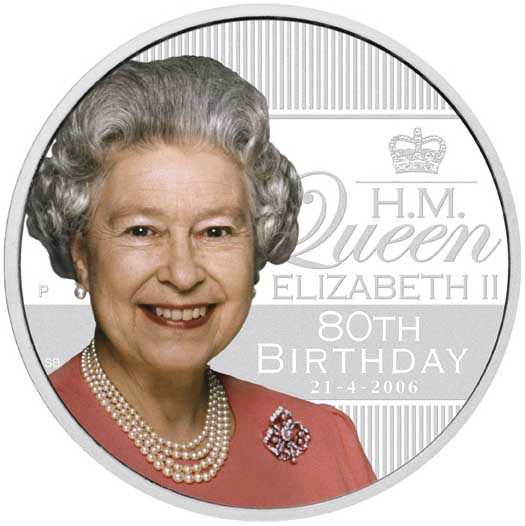 H.M.
Queen
ELIZABETH II
P
80TH
BIRTHDAY
SB
21-4-2006